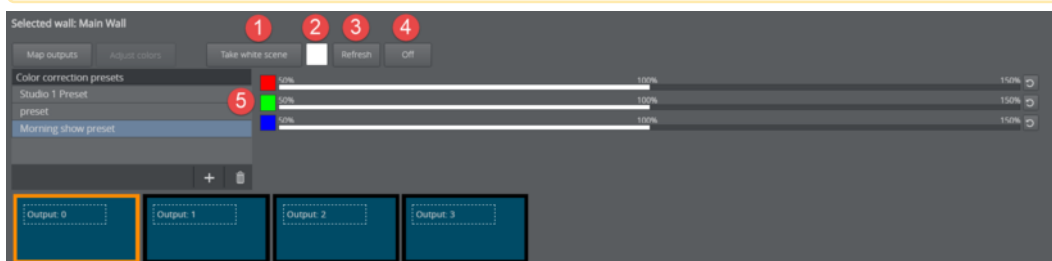 Selected wall: Main Wall
1 2 3 4
Map outputs Adjust colors Take white scene Refresh Off
Color correction presets
Studio 1 Preset
preset
Morning show preset
5
50% 100% 150%
50% 100% 150%
50% 100% 150%
+
Output: 0 Output: 1 Output: 2 Output: 3